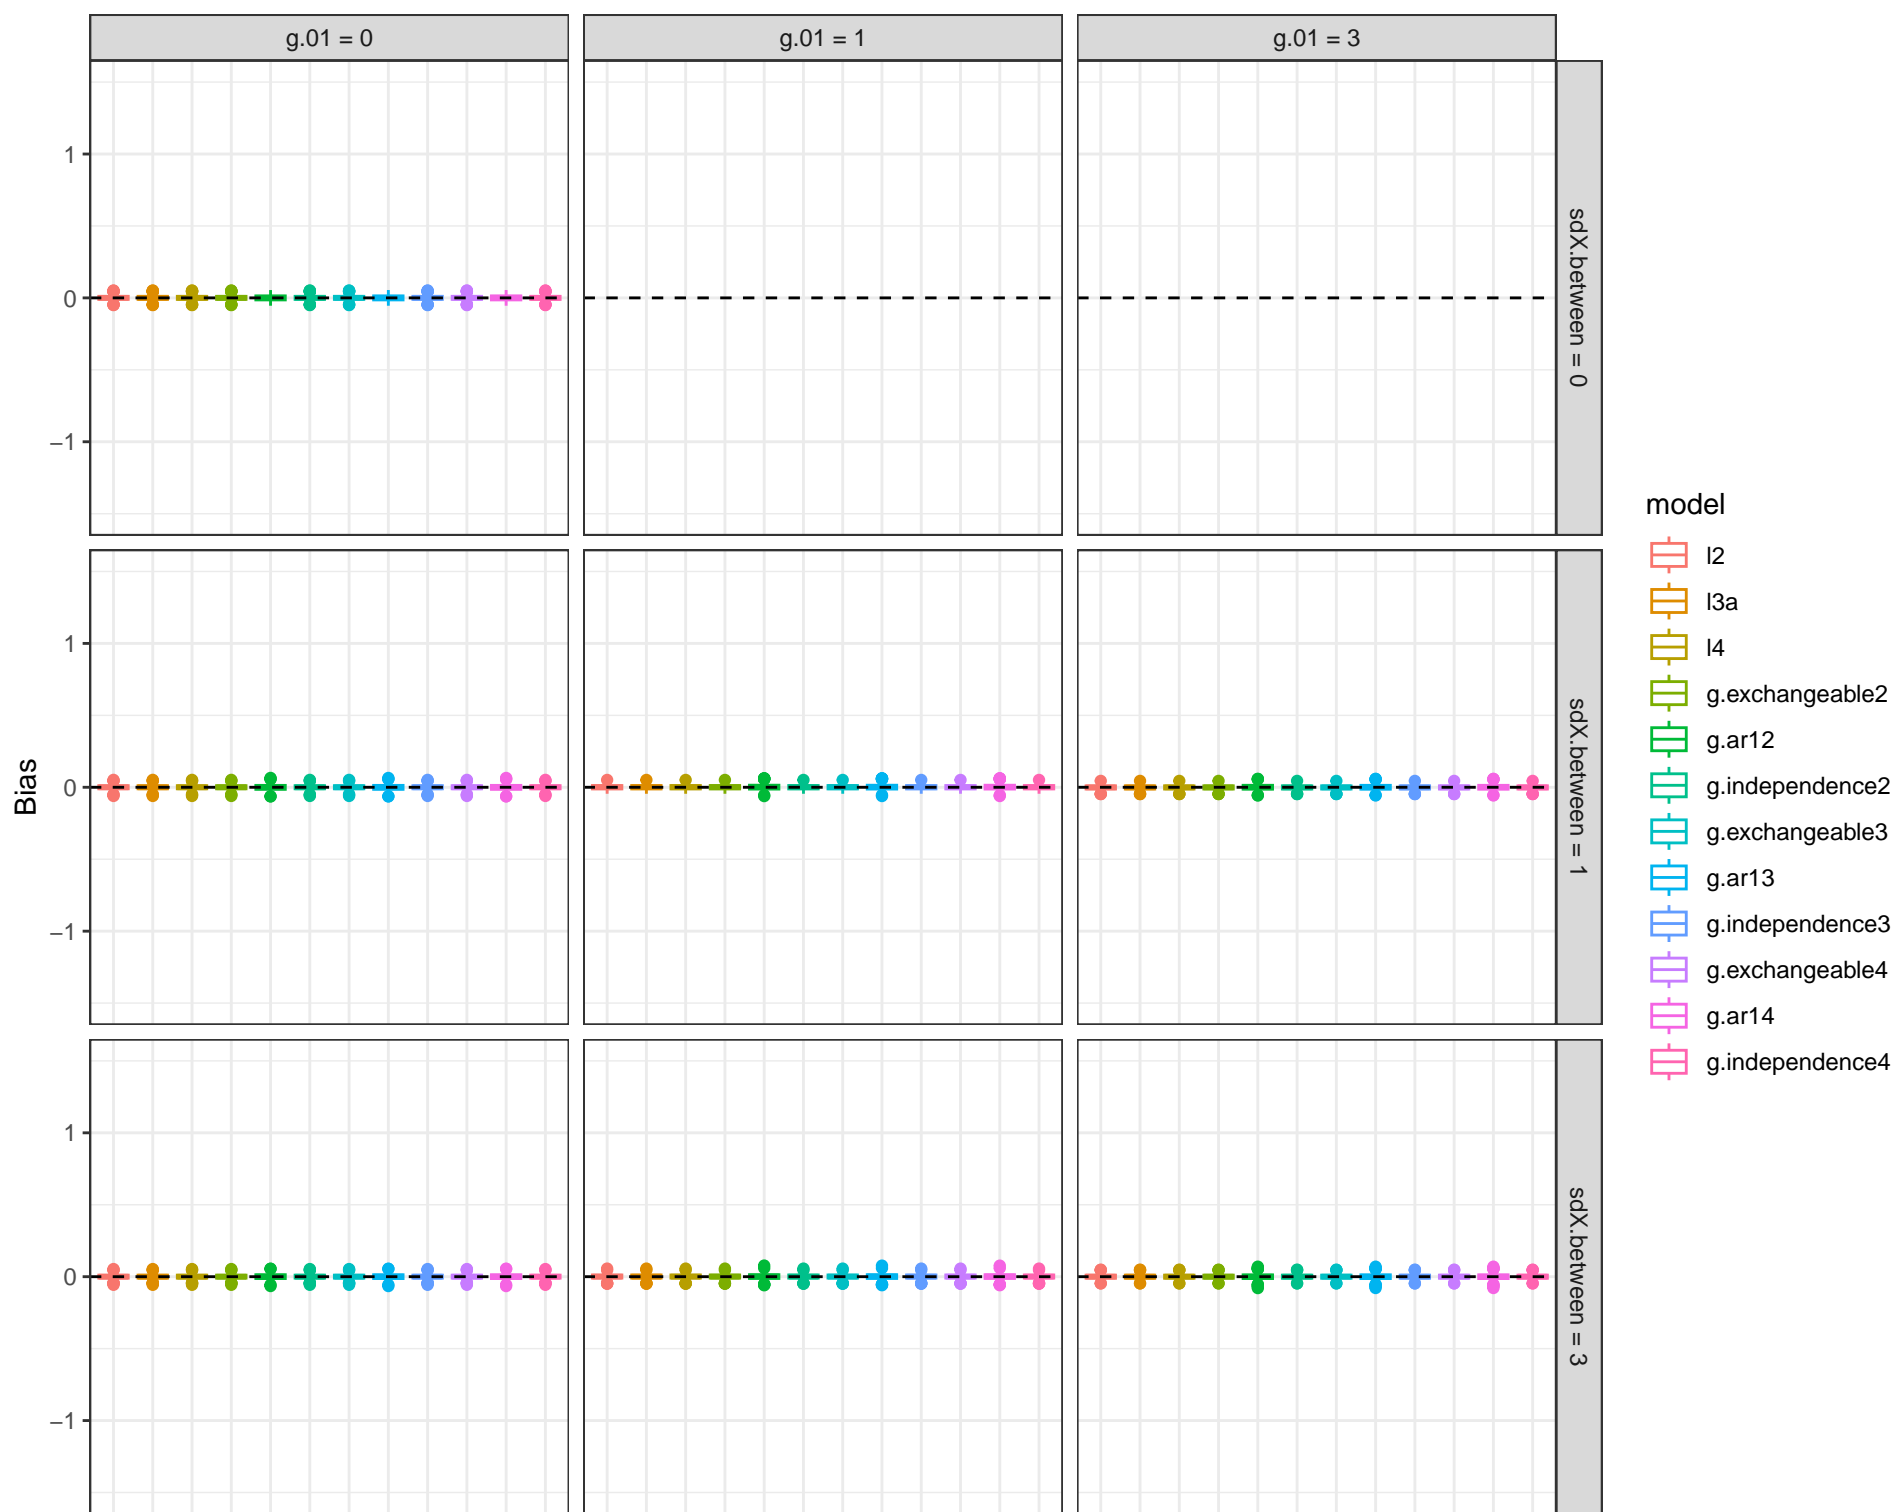 g.01 = 0
g.01 = 1
g.01 = 3
1
0
−1
sdX.between = 0
1
0
−1
sdX.between = 1
1
0
−1
sdX.between = 3
Bias
model
l2
l3a
l4
g.exchangeable2
g.ar12
g.independence2
g.exchangeable3
g.ar13
g.independence3
g.exchangeable4
g.ar14
g.independence4